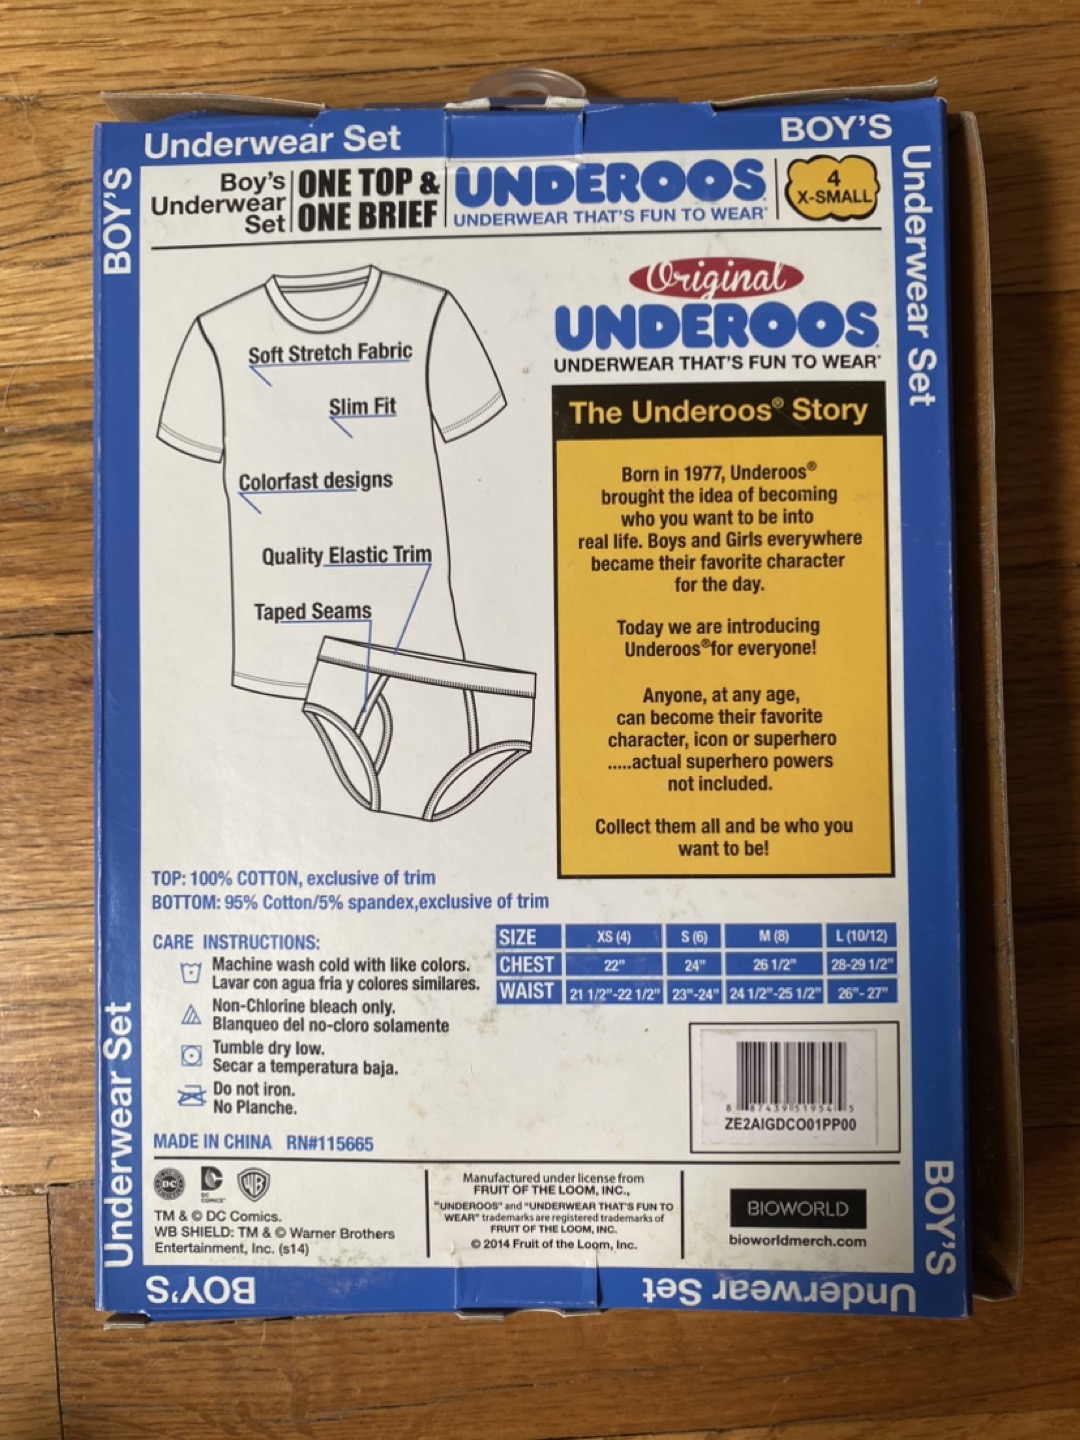 Underwear Set
BOY'S
BOY'S
Underwear Set
Boy's
Underwear
Set
ONE TOP &
ONE BRIEF
UNDEROOS
UNDERWEAR THAT'S FUN TO WEAR
4
X-SMALL
Original
UNDEROOS
UNDERWEAR THAT'S FUN TO WEAR
Soft Stretch Fabric
Slim Fit
Colorfast designs
Quality Elastic Trim
Taped Seams
The Underoos® Story
Born in 1977, Underoos®
brought the idea of becoming
who you want to be into
real life. Boys and Girls everywhere
became their favorite character
for the day.
Today we are introducing
Underoos®for everyone!
Anyone, at any age,
can become their favorite
character, icon or superhero
.....actual superhero powers
not included.
Collect them all and be who you
want to be!
TOP: 100% COTTON, exclusive of trim
BOTTOM: 95% Cotton/5% spandex,exclusive of trim
CARE INSTRUCTIONS:
Machine wash cold with like colors.
Lavar con agua fria y colores similares.
Non-Chlorine bleach only.
Blanqueo del no-cloro solamente
Tumble dry low.
Secar a temperatura baja.
Do not iron.
No Planche.
SIZE XS (4) S (6) M (8) L (10/12)
CHEST 22" 24" 26 1/2" 28-29 1/2"
WAIST 21 1/2"-22 1/2" 23"-24" 24 1/2"-25 1/2" 26"- 27"
8 87439 51954 5
ZE2AIGDCO01PP00
MADE IN CHINA RN#115665
DC
DC
COMICS
WB
TM & © DC Comics.
WB SHIELD: TM & © Warner Brothers
Entertainment, Inc. (s14)
Manufactured under license from
FRUIT OF THE LOOM, INC.,
"UNDEROOS" and "UNDERWEAR THAT'S FUN TO
WEAR" trademarks are registered trademarks of
FRUIT OF THE LOOM, INC.
© 2014 Fruit of the Loom, Inc.
BIOWORLD
bioworldmerch.com
Underwear Set
BOY'S
BOY'S
Underwear Set